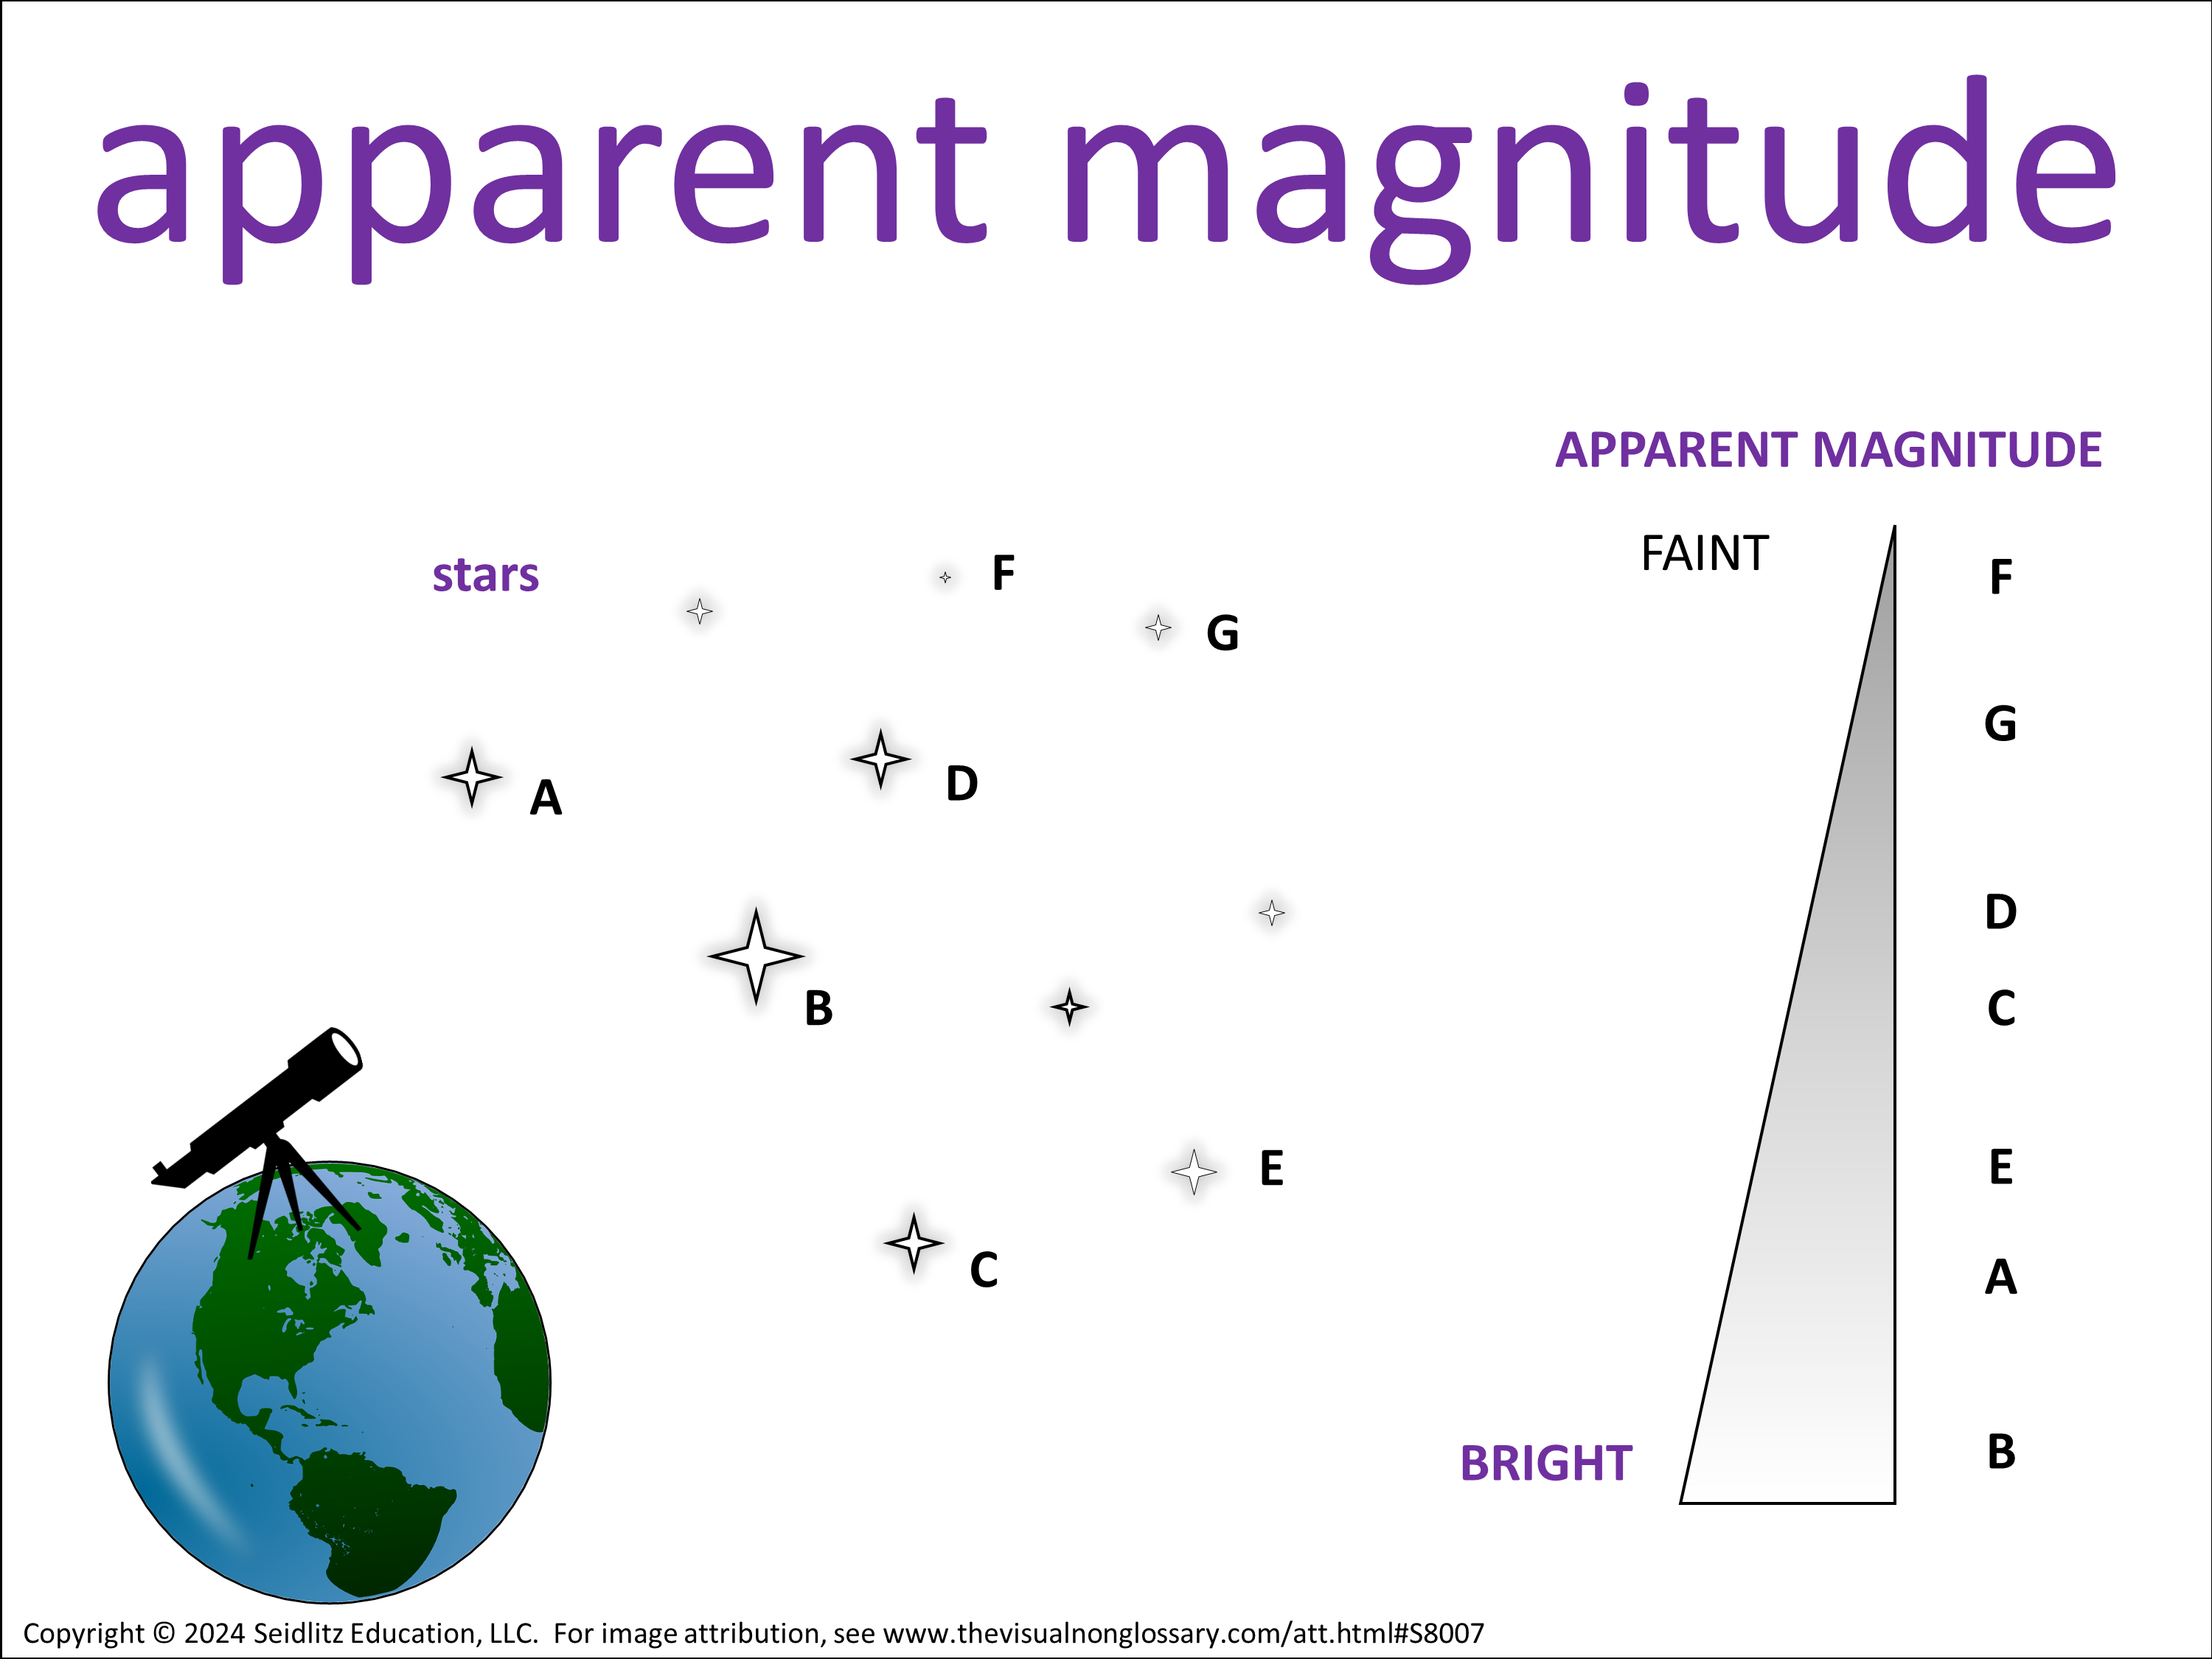 apparent magnitude
APPARENT MAGNITUDE
stars
F
G
A
D
B
E
C
FAINT
F
G
D
C
E
A
B
BRIGHT
Copyright © 2024 Seidlitz Education, LLC.  For image attribution, see www.thevisualnonglossary.com/att.html#S8007